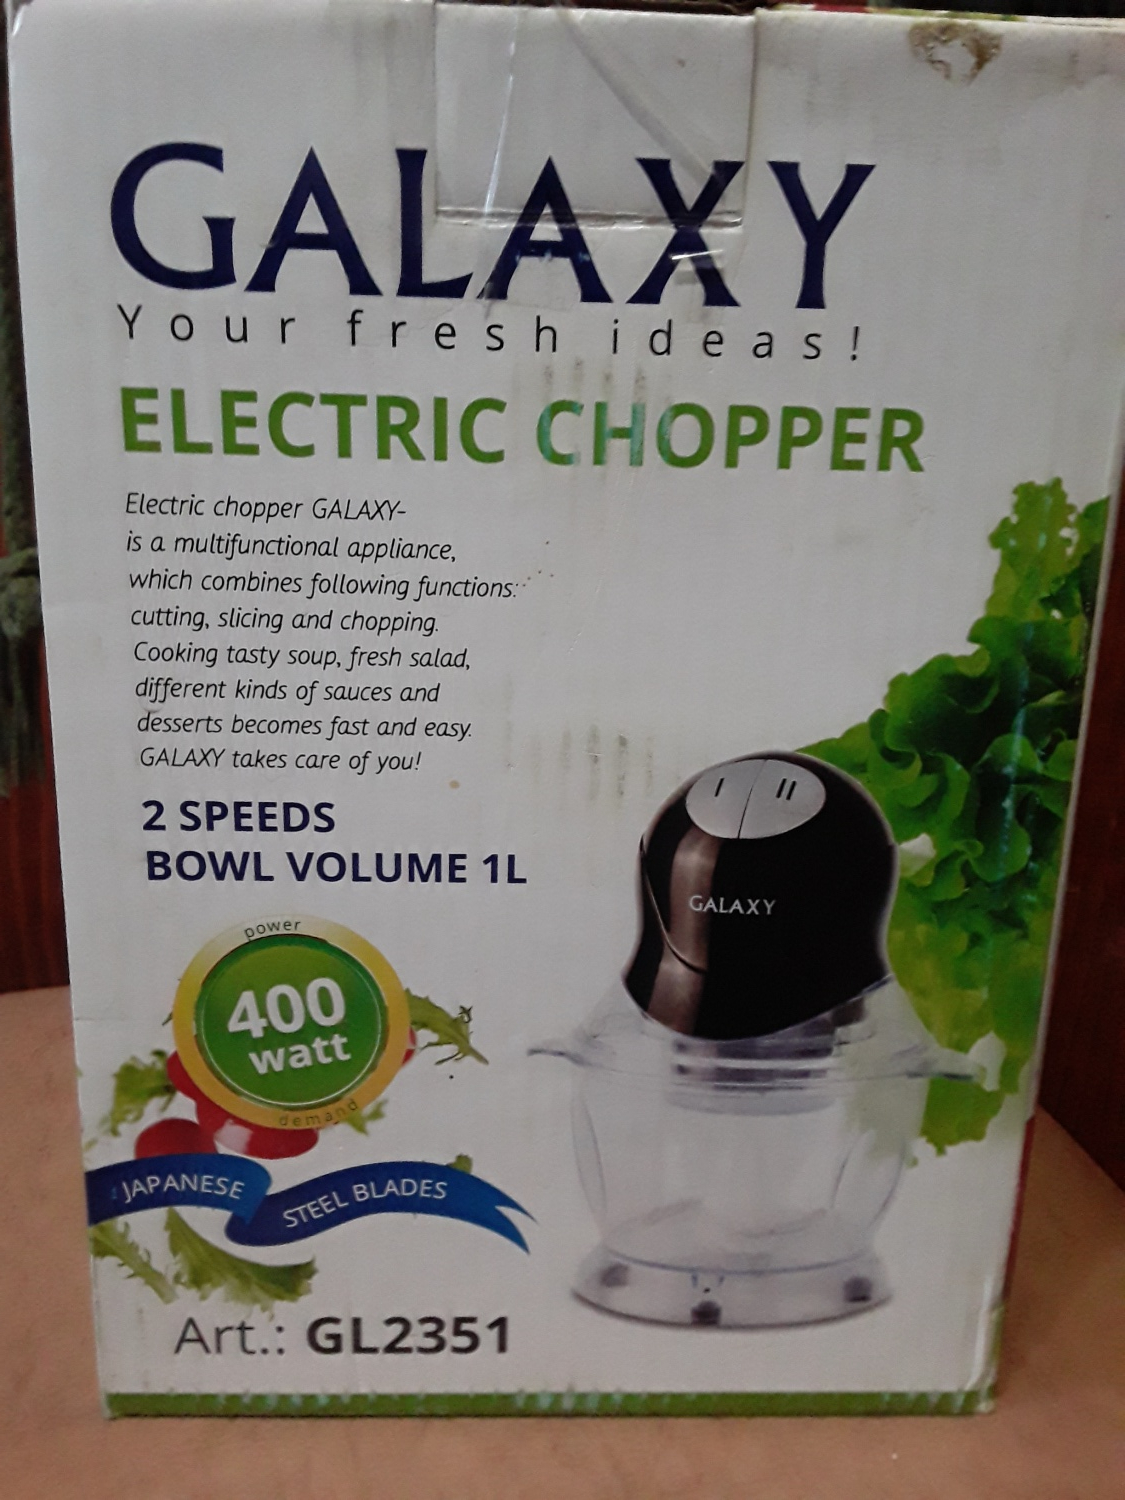 GALAXY
Your fresh ideas!
ELECTRIC CHOPPER
Electric chopper GALAXY-
is a multifunctional appliance,
which combines following functions:
cutting, slicing and chopping.
Cooking tasty soup, fresh salad,
different kinds of sauces and
desserts becomes fast and easy.
GALAXY takes care of you!
2 SPEEDS
BOWL VOLUME 1L
I II
GALAXY
power
400
watt
demand
JAPANESE
STEEL BLADES
Art.: GL2351